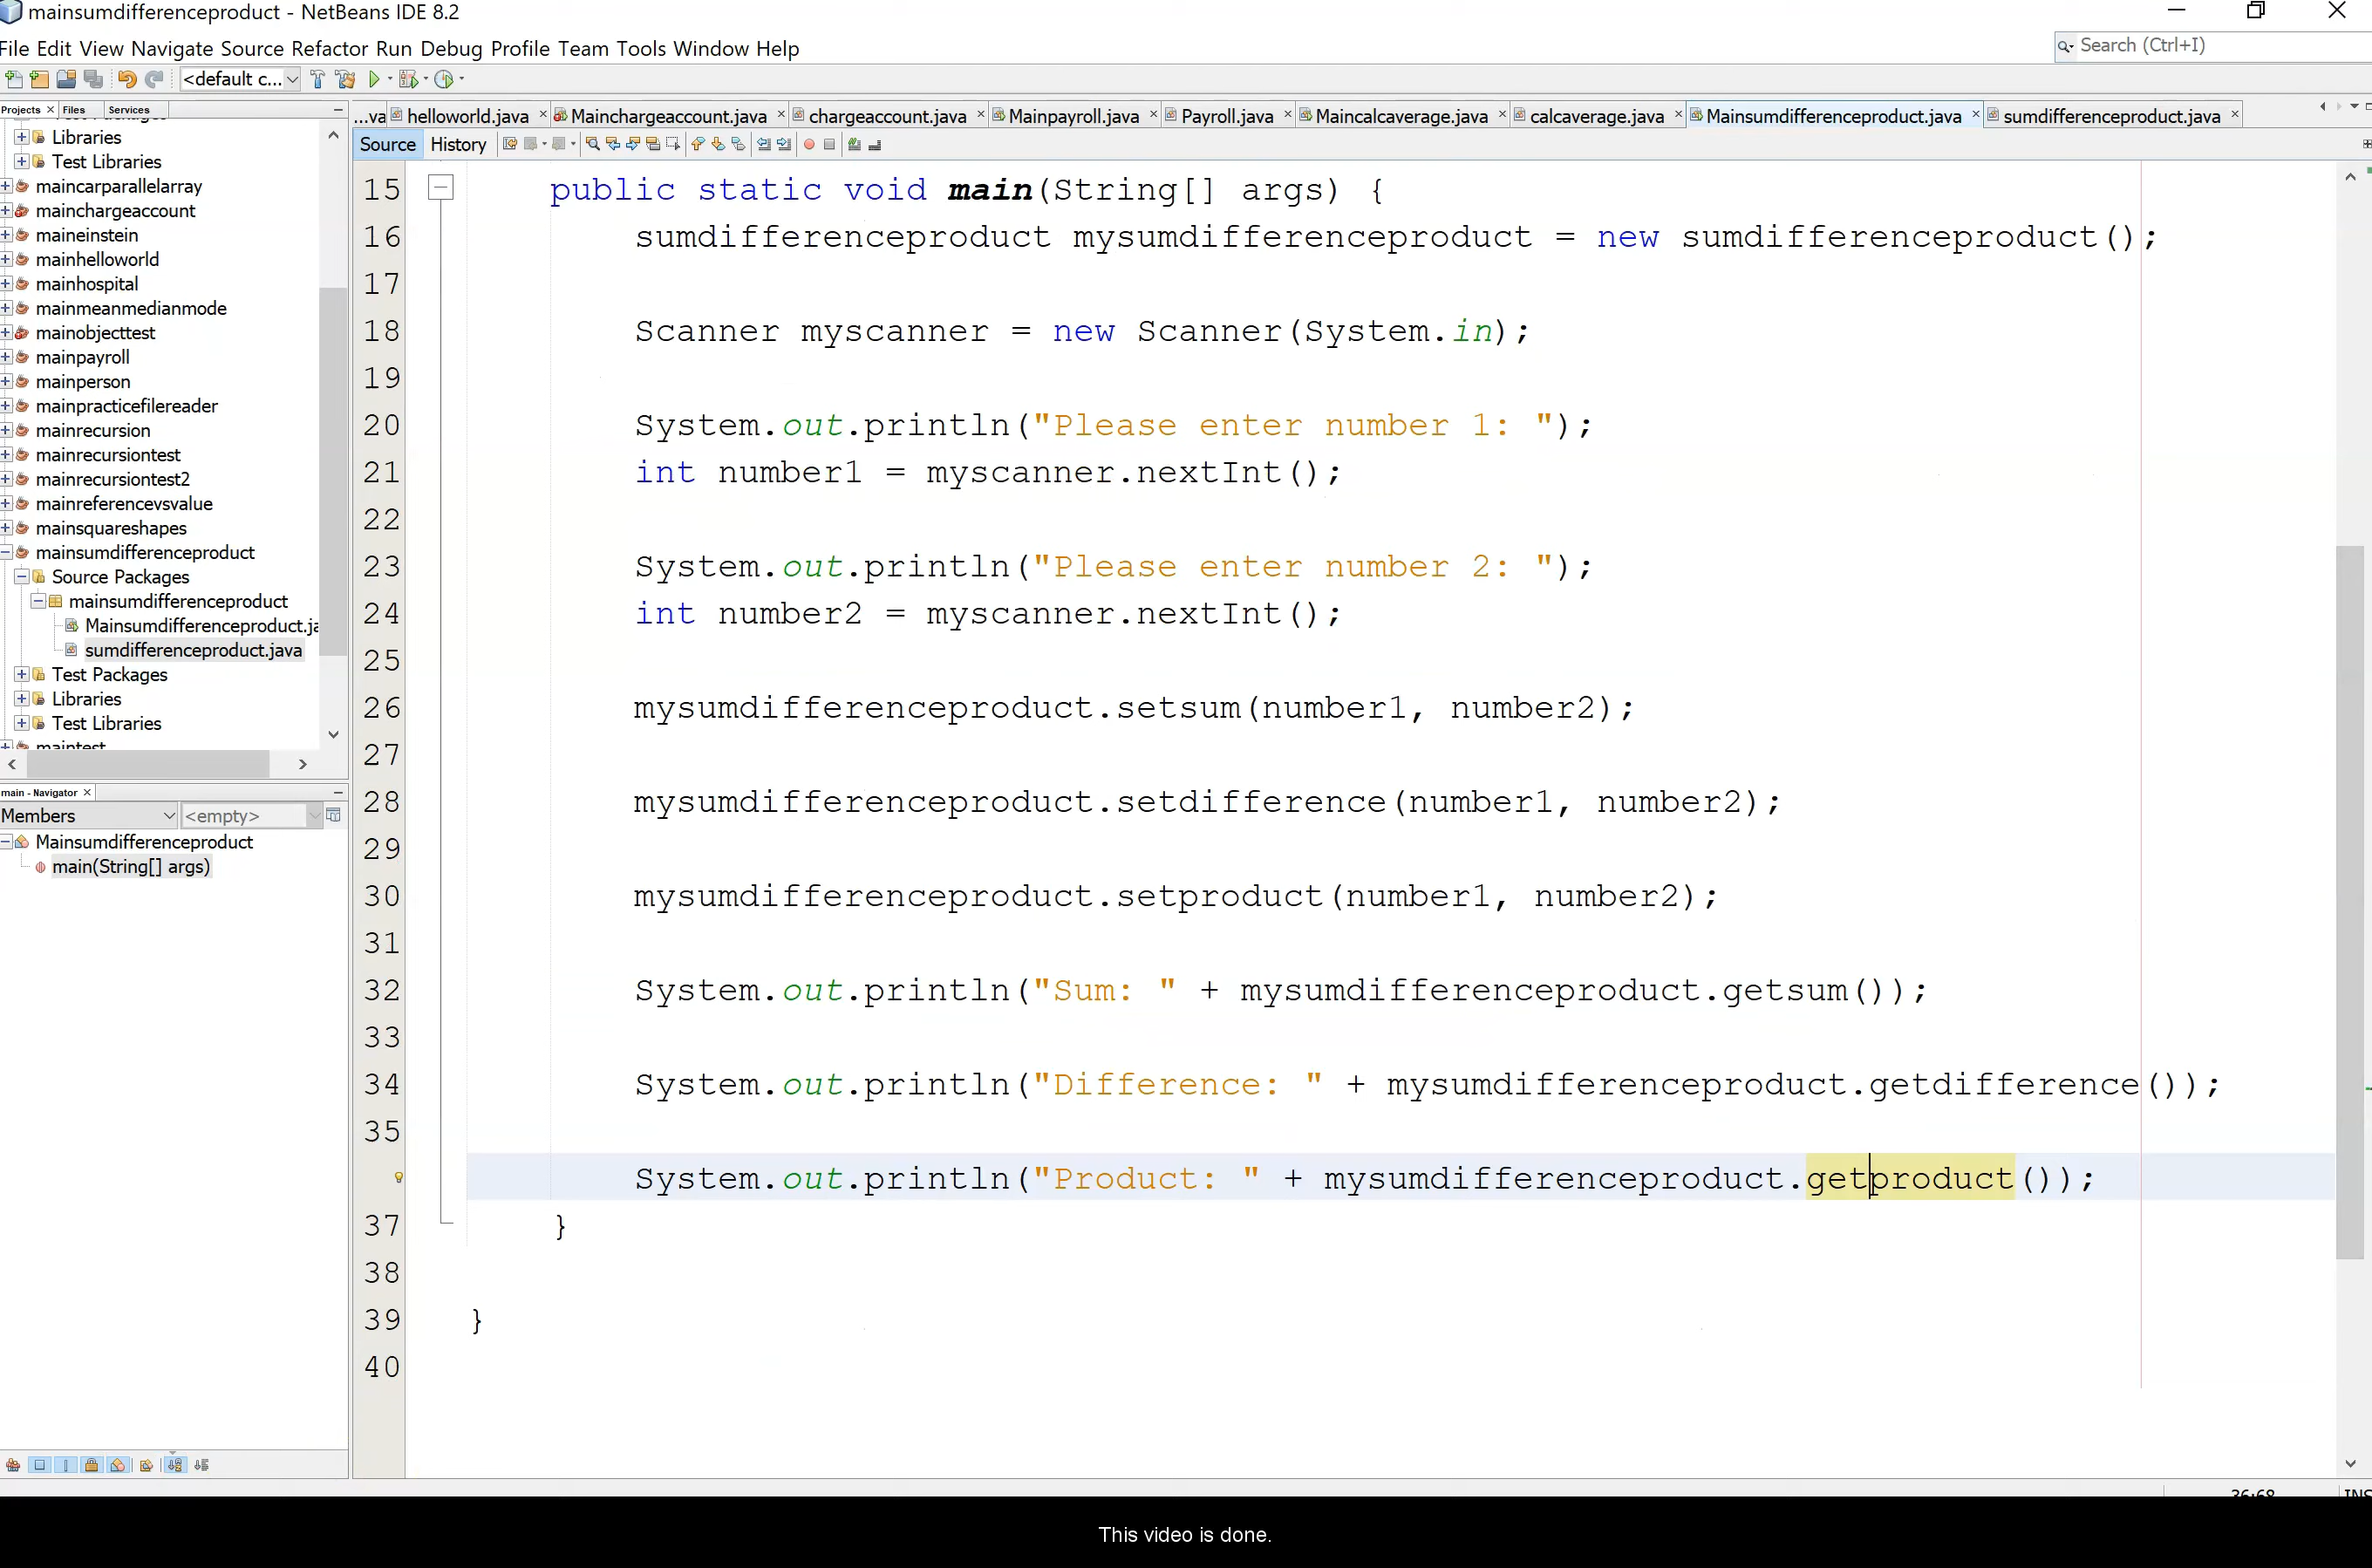 mainsumdifferenceproduct - NetBeans IDE 8.2
File Edit View Navigate Source Refactor Run Debug Profile Team Tools Window Help
Search (Ctrl+I)
<default c...
Projects Files Services
...va helloworld.java Mainchargeaccount.java chargeaccount.java Mainpayroll.java Payroll.java Maincalcaverage.java calcaverage.java Mainsumdifferenceproduct.java sumdifferenceproduct.java
Source History
Test Packages
Libraries
Test Libraries
maincarparallelarray
mainchargeaccount
maineinstein
mainhelloworld
mainhospital
mainmeanmedianmode
mainobjecttest
mainpayroll
mainperson
mainpracticefilereader
mainrecursion
mainrecursiontest
mainrecursiontest2
mainreferencevsvalue
mainsquareshapes
mainsumdifferenceproduct
Source Packages
mainsumdifferenceproduct
Mainsumdifferenceproduct.ja
sumdifferenceproduct.java
Test Packages
Libraries
Test Libraries
maintest
main - Navigator
Members <empty>
Mainsumdifferenceproduct
main(String[] args)
15 public static void main(String[] args) {
16 sumdifferenceproduct mysumdifferenceproduct = new sumdifferenceproduct();
17
18 Scanner myscanner = new Scanner(System.in);
19
20 System.out.println("Please enter number 1: ");
21 int number1 = myscanner.nextInt();
22
23 System.out.println("Please enter number 2: ");
24 int number2 = myscanner.nextInt();
25
26 mysumdifferenceproduct.setsum(number1, number2);
27
28 mysumdifferenceproduct.setdifference(number1, number2);
29
30 mysumdifferenceproduct.setproduct(number1, number2);
31
32 System.out.println("Sum: " + mysumdifferenceproduct.getsum());
33
34 System.out.println("Difference: " + mysumdifferenceproduct.getdifference());
35
System.out.println("Product: " + mysumdifferenceproduct.getproduct());
37 }
38
39 }
40
36:68 INS
This video is done.